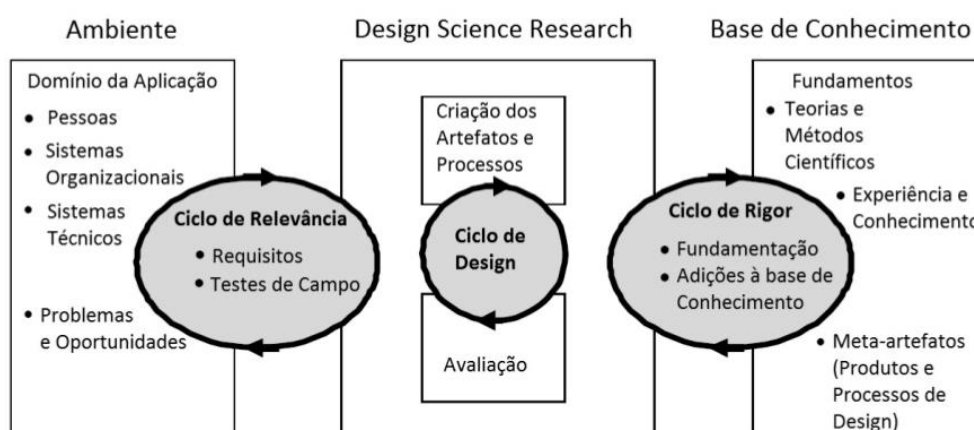 Ambiente
Design Science Research
Base de Conhecimento
Domínio da Aplicação
• Pessoas
• Sistemas
Organizacionais
• Sistemas
Técnicos
• Problemas
e Oportunidades
Ciclo de Relevância
• Requisitos
• Testes de Campo
Criação dos
Artefatos e
Processos
Ciclo de
Design
Avaliação
Ciclo de Rigor
• Fundamentação
• Adições à base de
Conhecimento
Fundamentos
• Teorias e
Métodos
Científicos
• Experiência e
Conhecimento
• Meta-artefatos
(Produtos e
Processos de
Design)